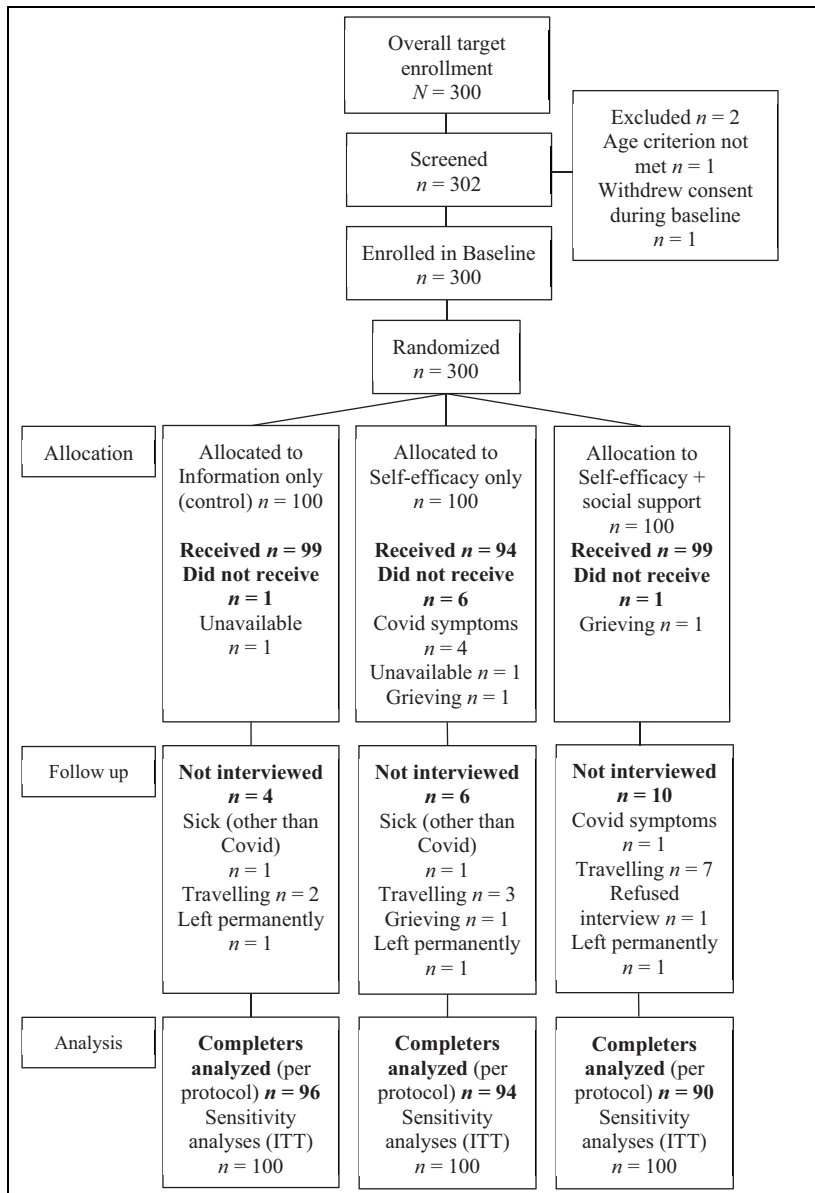 Overall target
enrollment
N = 300
Excluded n = 2
Age criterion not
met n = 1
Withdrew consent
during baseline
n = 1
Screened
n = 302
Enrolled in Baseline
n = 300
Randomized
n = 300
Allocation
Allocated to
Information only
(control) n = 100
Received n = 99
Did not receive
n = 1
Unavailable
n = 1
Allocated to
Self-efficacy only
n = 100
Received n = 94
Did not receive
n = 6
Covid symptoms
n = 4
Unavailable n = 1
Grieving n = 1
Allocation to
Self-efficacy +
social support
n = 100
Received n = 99
Did not receive
n = 1
Grieving n = 1
Follow up
Not interviewed
n = 4
Sick (other than
Covid)
n = 1
Travelling n = 2
Left permanently
n = 1
Not interviewed
n = 6
Sick (other than
Covid)
n = 1
Travelling n = 3
Grieving n = 1
Left permanently
n = 1
Not interviewed
n = 10
Covid symptoms
n = 1
Travelling n = 7
Refused
interview n = 1
Left permanently
n = 1
Analysis
Completers
analyzed (per
protocol) n = 96
Sensitivity
analyses (ITT)
n = 100
Completers
analyzed (per
protocol) n = 94
Sensitivity
analyses (ITT)
n = 100
Completers
analyzed (per
protocol) n = 90
Sensitivity
analyses (ITT)
n = 100